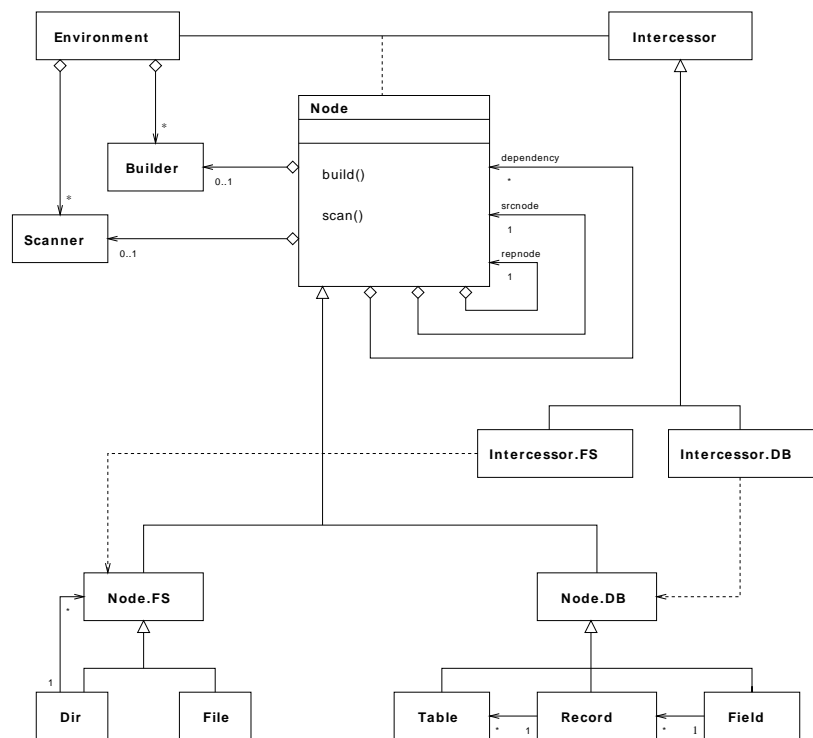 Environment
Intercessor
Node
*
Builder
0..1
build()
dependency
*
*
Scanner
0..1
scan()
srcnode
1
repnode
1
Intercessor.FS
Intercessor.DB
Node.FS
*
Node.DB
1
Dir
File
Table
*
1
Record
*
1
Field